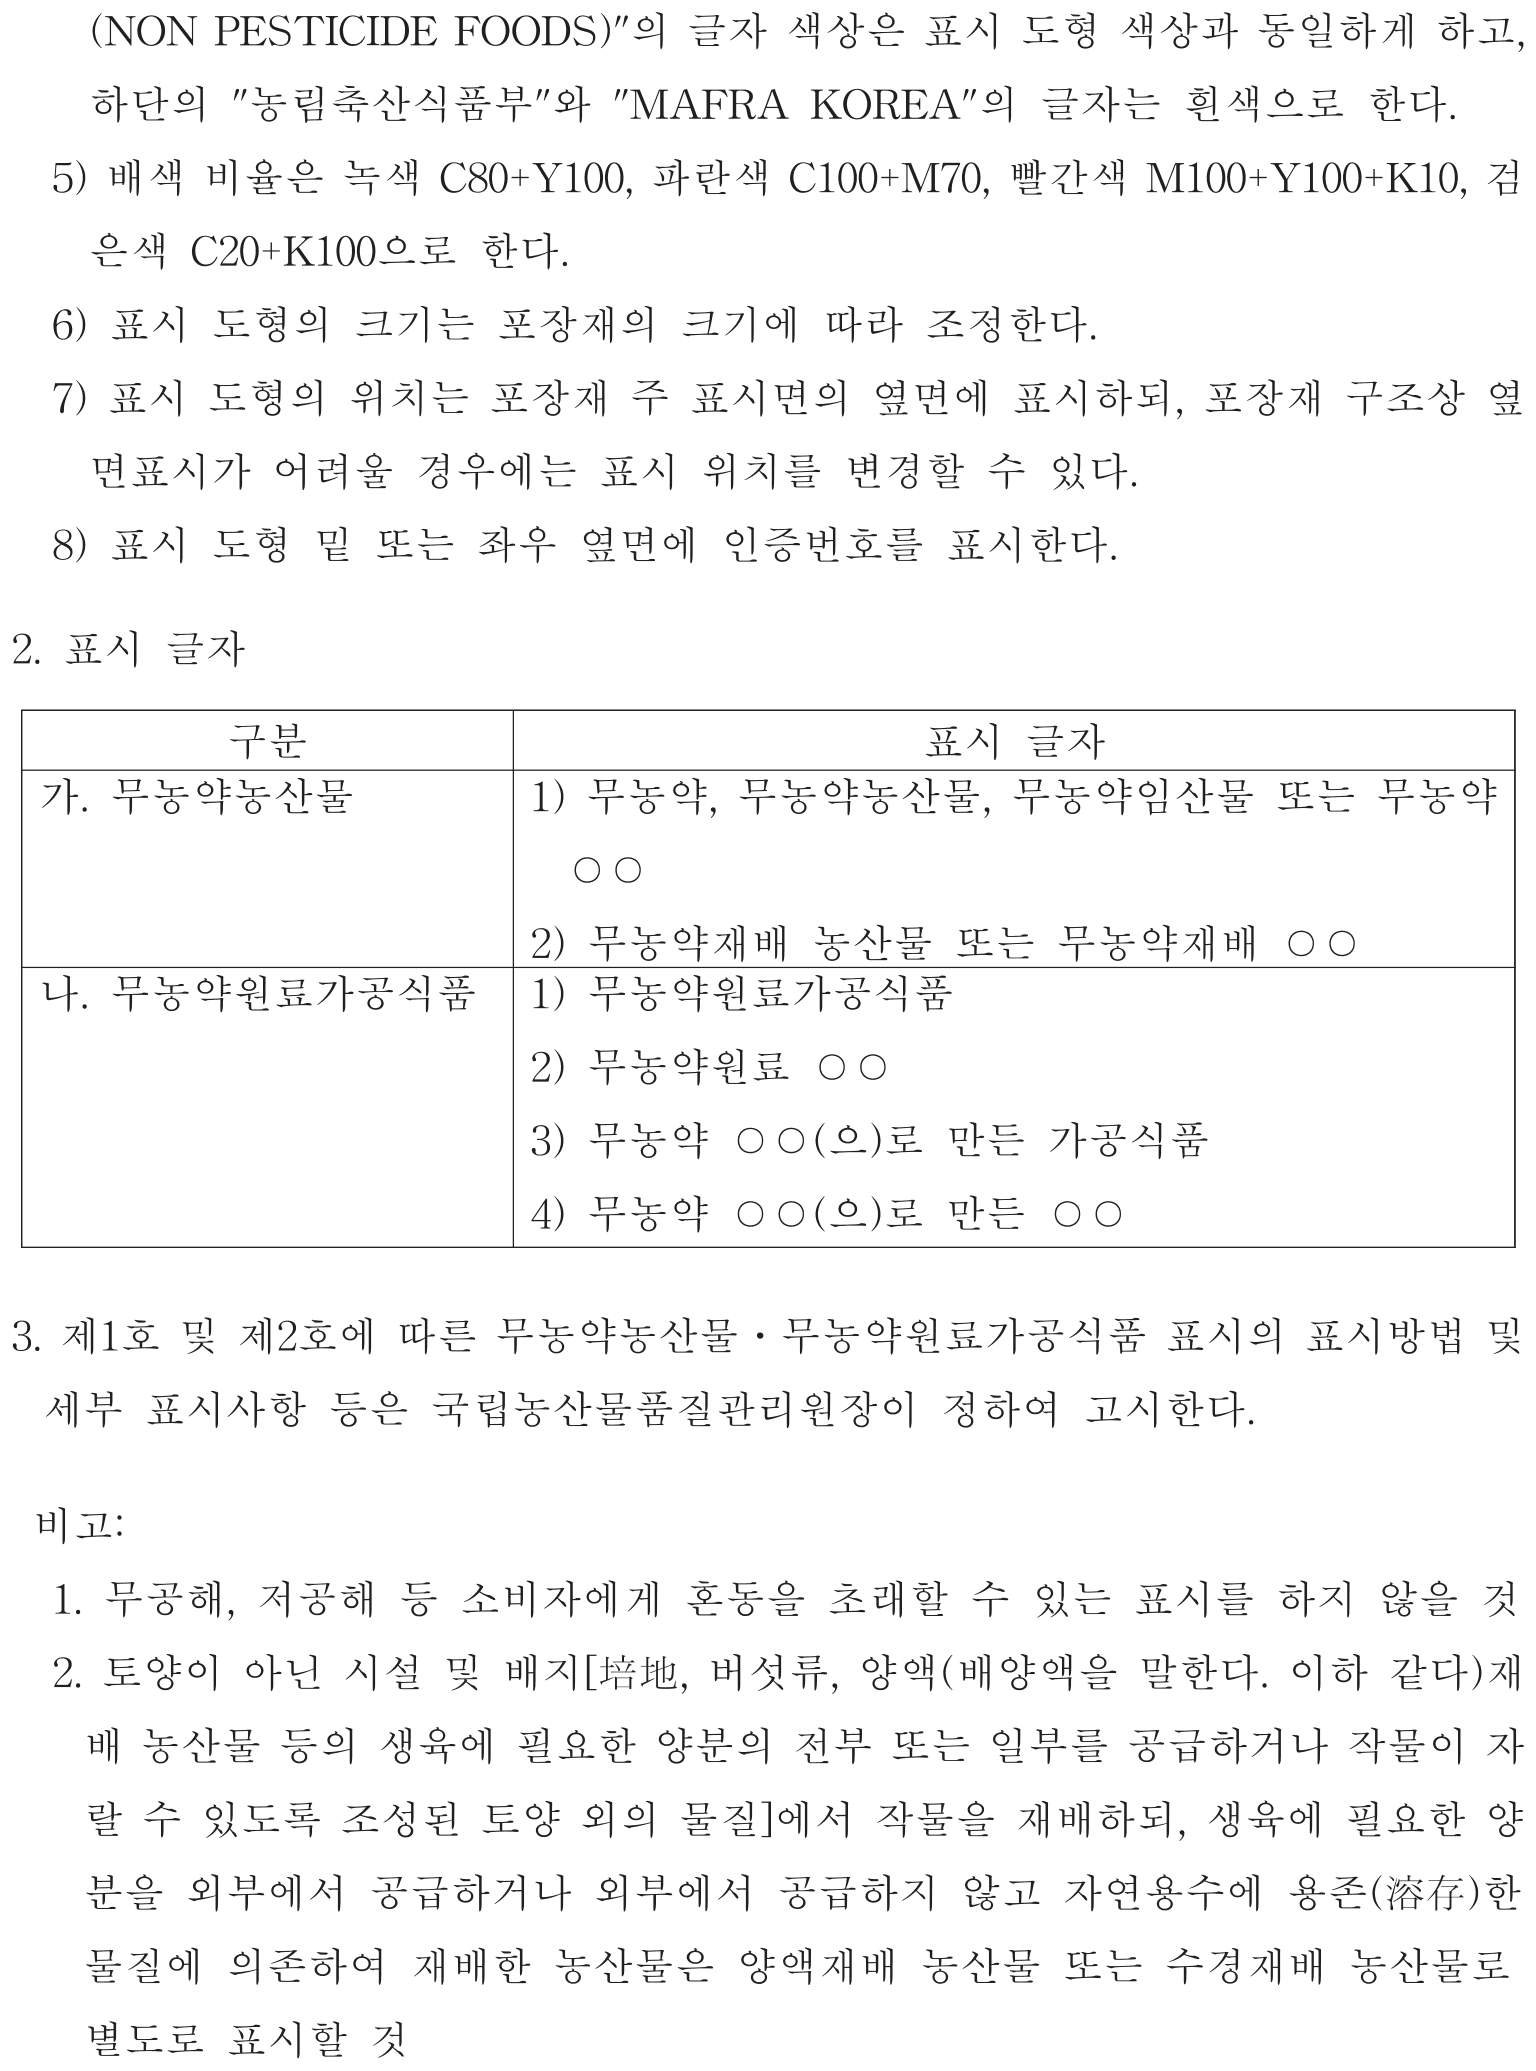 (NON PESTICIDE FOODS)"의 글자 색상은 표시 도형 색상과 동일하게 하고,
하단의 "농림축산식품부"와 "MAFRA KOREA"의 글자는 흰색으로 한다.
5) 배색 비율은 녹색 C80+Y100, 파란색 C100+M70, 빨간색 M100+Y100+K10, 검
은색 C20+K100으로 한다.
6) 표시 도형의 크기는 포장재의 크기에 따라 조정한다.
7) 표시 도형의 위치는 포장재 주 표시면의 옆면에 표시하되, 포장재 구조상 옆
면표시가 어려울 경우에는 표시 위치를 변경할 수 있다.
8) 표시 도형 밑 또는 좌우 옆면에 인증번호를 표시한다.
2. 표시 글자
구분 표시 글자
가. 무농약농산물 1) 무농약, 무농약농산물, 무농약임산물 또는 무농약
○○
2) 무농약재배 농산물 또는 무농약재배 ○○
나. 무농약원료가공식품 1) 무농약원료가공식품
2) 무농약원료 ○○
3) 무농약 ○○(으)로 만든 가공식품
4) 무농약 ○○(으)로 만든 ○○
3. 제1호 및 제2호에 따른 무농약농산물・무농약원료가공식품 표시의 표시방법 및
세부 표시사항 등은 국립농산물품질관리원장이 정하여 고시한다.
비고:
1. 무공해, 저공해 등 소비자에게 혼동을 초래할 수 있는 표시를 하지 않을 것
2. 토양이 아닌 시설 및 배지[培地, 버섯류, 양액(배양액을 말한다. 이하 같다)재
배 농산물 등의 생육에 필요한 양분의 전부 또는 일부를 공급하거나 작물이 자
랄 수 있도록 조성된 토양 외의 물질]에서 작물을 재배하되, 생육에 필요한 양
분을 외부에서 공급하거나 외부에서 공급하지 않고 자연용수에 용존(溶存)한
물질에 의존하여 재배한 농산물은 양액재배 농산물 또는 수경재배 농산물로
별도로 표시할 것